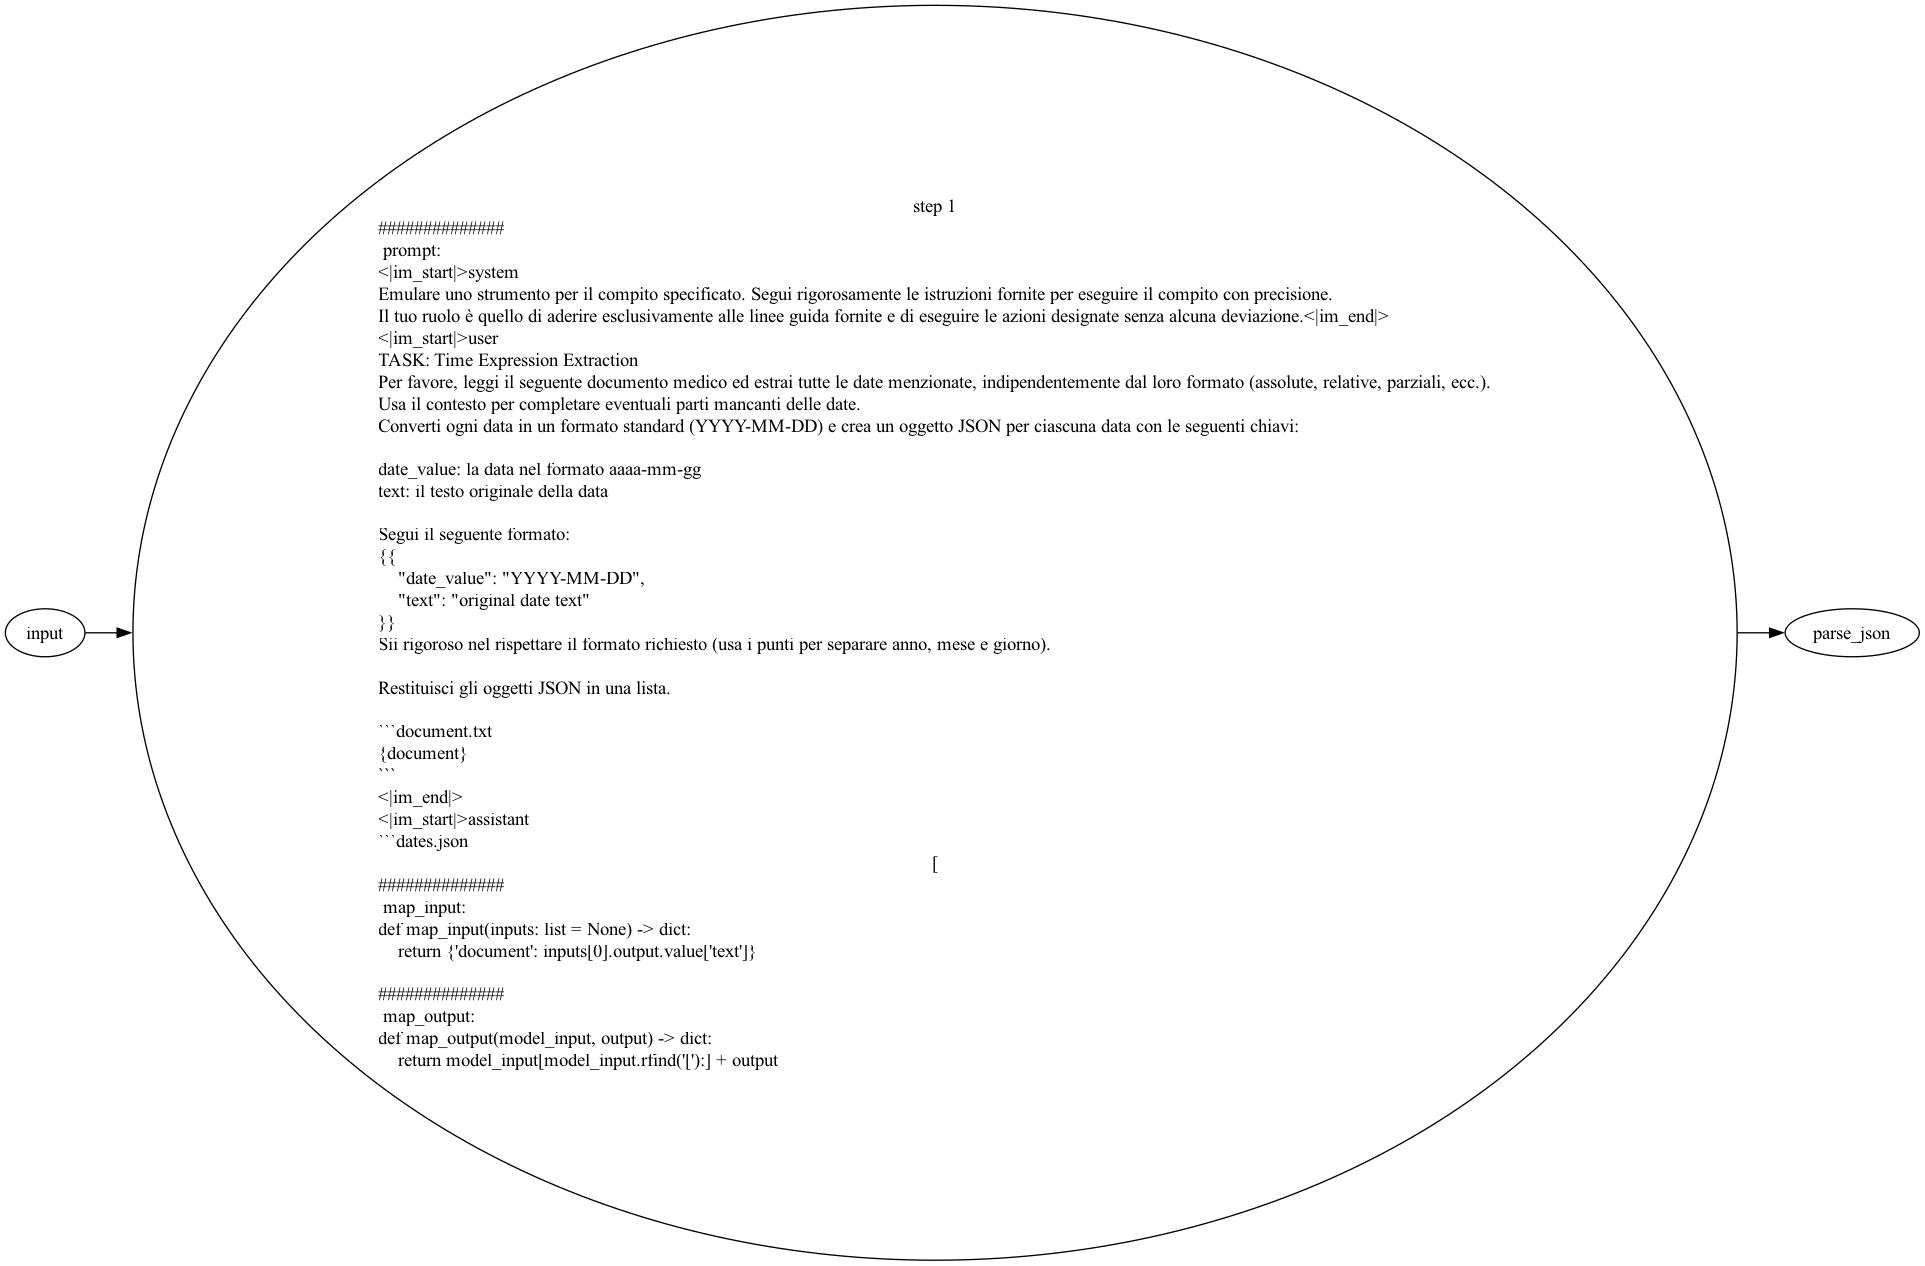 step 1
##############
prompt:
<|im_start|>system
Emulare uno strumento per il compito specificato. Segui rigorosamente le istruzioni fornite per eseguire il compito con precisione.
Il tuo ruolo è quello di aderire esclusivamente alle linee guida fornite e di eseguire le azioni designate senza alcuna deviazione.<|im_end|>
<|im_start|>user
TASK: Time Expression Extraction
Per favore, leggi il seguente documento medico ed estrai tutte le date menzionate, indipendentemente dal loro formato (assolute, relative, parziali, ecc.).
Usa il contesto per completare eventuali parti mancanti delle date.
Converti ogni data in un formato standard (YYYY-MM-DD) e crea un oggetto JSON per ciascuna data con le seguenti chiavi:
date_value: la data nel formato aaaa-mm-gg
text: il testo originale della data
Segui il seguente formato:
{{
    "date_value": "YYYY-MM-DD",
    "text": "original date text"
}}
Sii rigoroso nel rispettare il formato richiesto (usa i punti per separare anno, mese e giorno).
Restituisci gli oggetti JSON in una lista.
```document.txt
{document}
```
<|im_end|>
<|im_start|>assistant
```dates.json
[
##############
map_input:
def map_input(inputs: list = None) -> dict:
    return {'document': inputs[0].output.value['text']}
##############
map_output:
def map_output(model_input, output) -> dict:
    return model_input[model_input.rfind('['):] + output
input
parse_json